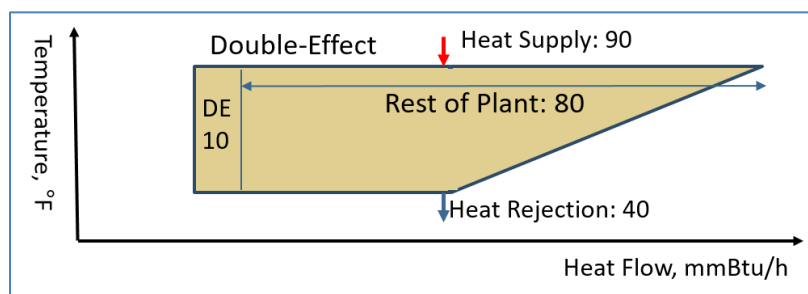 Temperature, °F
Double-Effect
Heat Supply: 90
Rest of Plant: 80
DE
10
Heat Rejection: 40
Heat Flow, mmBtu/h